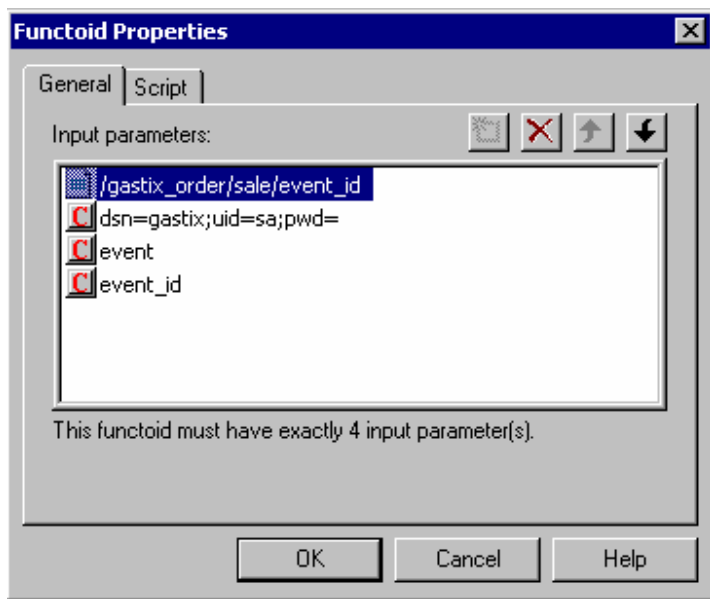 Functoid Properties
General
Script
Input parameters:
/gastix_order/sale/event_id
C dsn=gastix;uid=sa;pwd=
C event
C event_id
This functoid must have exactly 4 input parameter(s).
OK
Cancel
Help